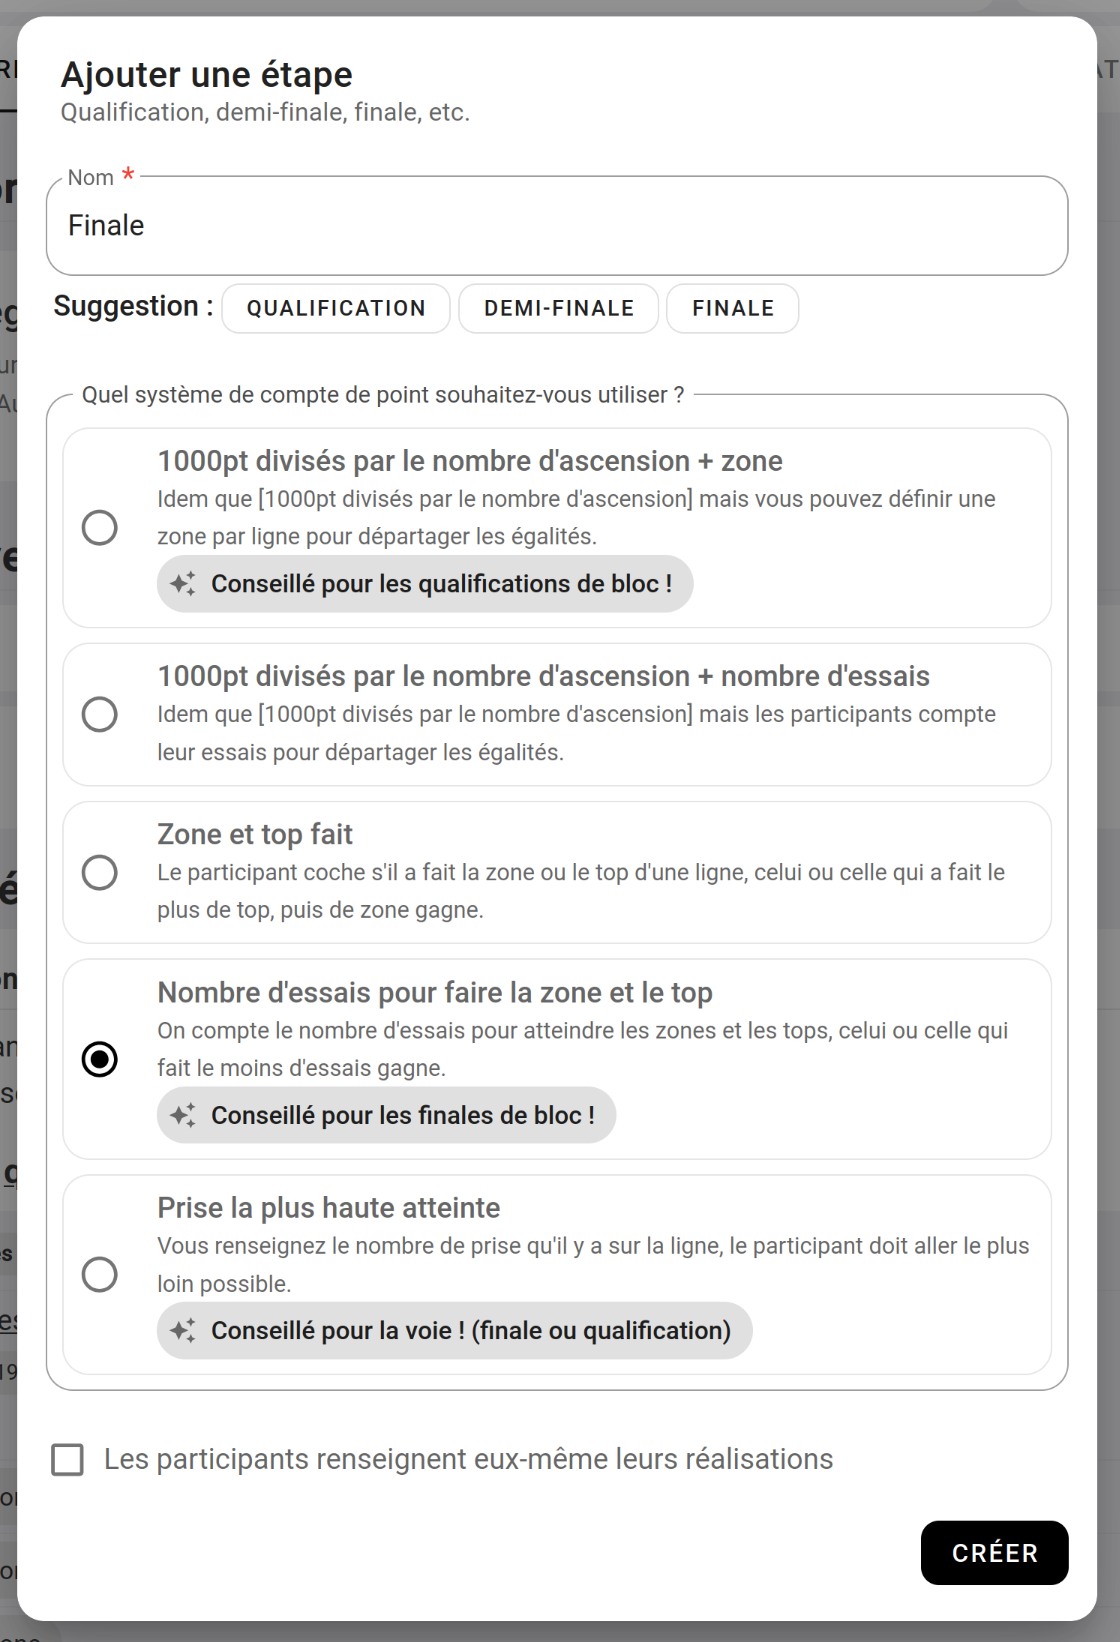 Ajouter une étape
Qualification, demi-finale, finale, etc.
Nom *
Finale
Suggestion : QUALIFICATION DEMI-FINALE FINALE
Quel système de compte de point souhaitez-vous utiliser ?
1000pt divisés par le nombre d'ascension + zone
Idem que [1000pt divisés par le nombre d'ascension] mais vous pouvez définir une
zone par ligne pour départager les égalités.
Conseillé pour les qualifications de bloc !
1000pt divisés par le nombre d'ascension + nombre d'essais
Idem que [1000pt divisés par le nombre d'ascension] mais les participants compte
leur essais pour départager les égalités.
Zone et top fait
Le participant coche s'il a fait la zone ou le top d'une ligne, celui ou celle qui a fait le
plus de top, puis de zone gagne.
Nombre d'essais pour faire la zone et le top
On compte le nombre d'essais pour atteindre les zones et les tops, celui ou celle qui
fait le moins d'essais gagne.
Conseillé pour les finales de bloc !
Prise la plus haute atteinte
Vous renseignez le nombre de prise qu'il y a sur la ligne, le participant doit aller le plus
loin possible.
Conseillé pour la voie ! (finale ou qualification)
Les participants renseignent eux-même leurs réalisations
CRÉER